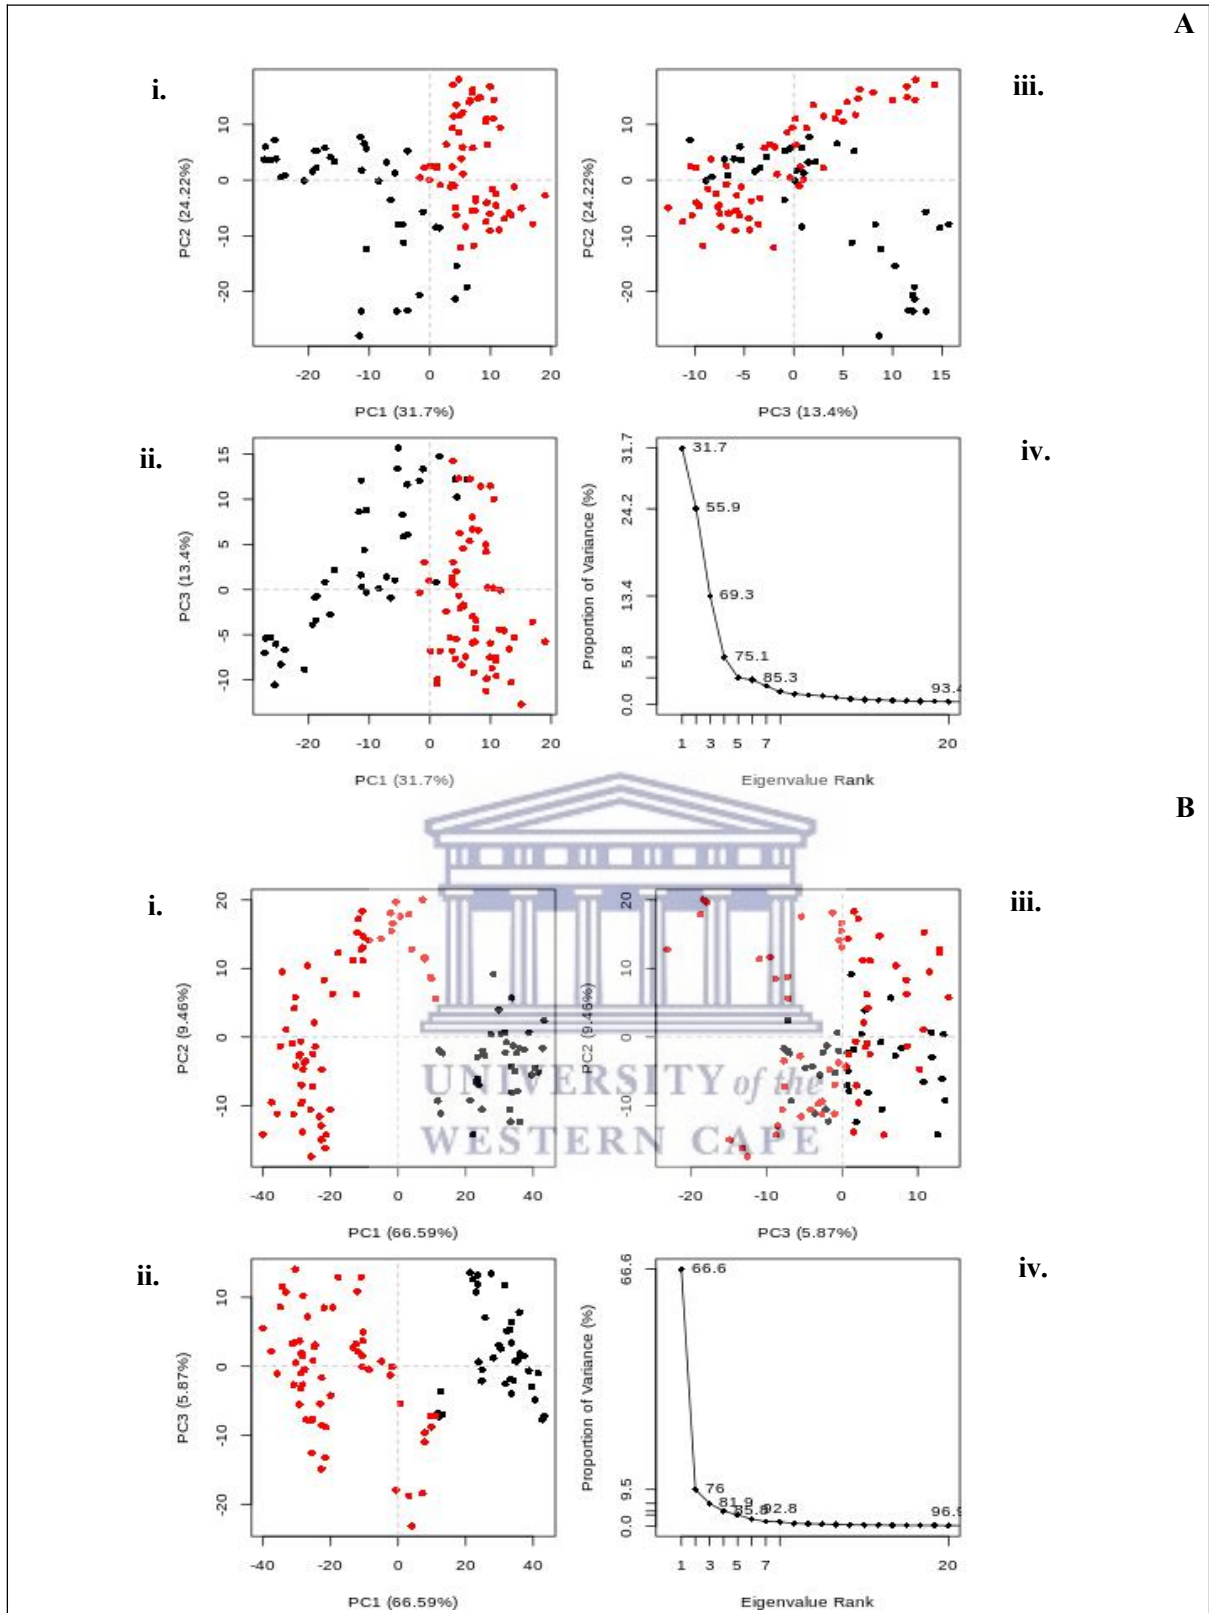 A
i.
10
0
-10
-20
PC2 (24.22%)
-20 -10 0 10 20
PC1 (31.7%)
iii.
10
0
-10
-20
PC2 (24.22%)
-10 -5 0 5 10 15
PC3 (13.4%)
ii.
15
10
5
0
-5
-10
PC3 (13.4%)
-20 -10 0 10 20
PC1 (31.7%)
iv.
31.7
24.2
13.4
5.8
0.0
Proportion of Variance (%)
31.7
55.9
69.3
75.1
85.3
93.4
1 3 5 7 20
Eigenvalue Rank
B
i.
20
10
0
-10
PC2 (9.46%)
-40 -20 0 20 40
PC1 (66.59%)
iii.
20
10
0
-10
PC2 (9.46%)
-20 -10 0 10
PC3 (5.87%)
UNIVERSITY of the
WESTERN CAPE
ii.
10
0
-10
-20
PC3 (5.87%)
-40 -20 0 20 40
PC1 (66.59%)
iv.
66.6
9.5
0.0
Proportion of Variance (%)
66.6
76
81.9
92.8
1 3 5 7 20
Eigenvalue Rank